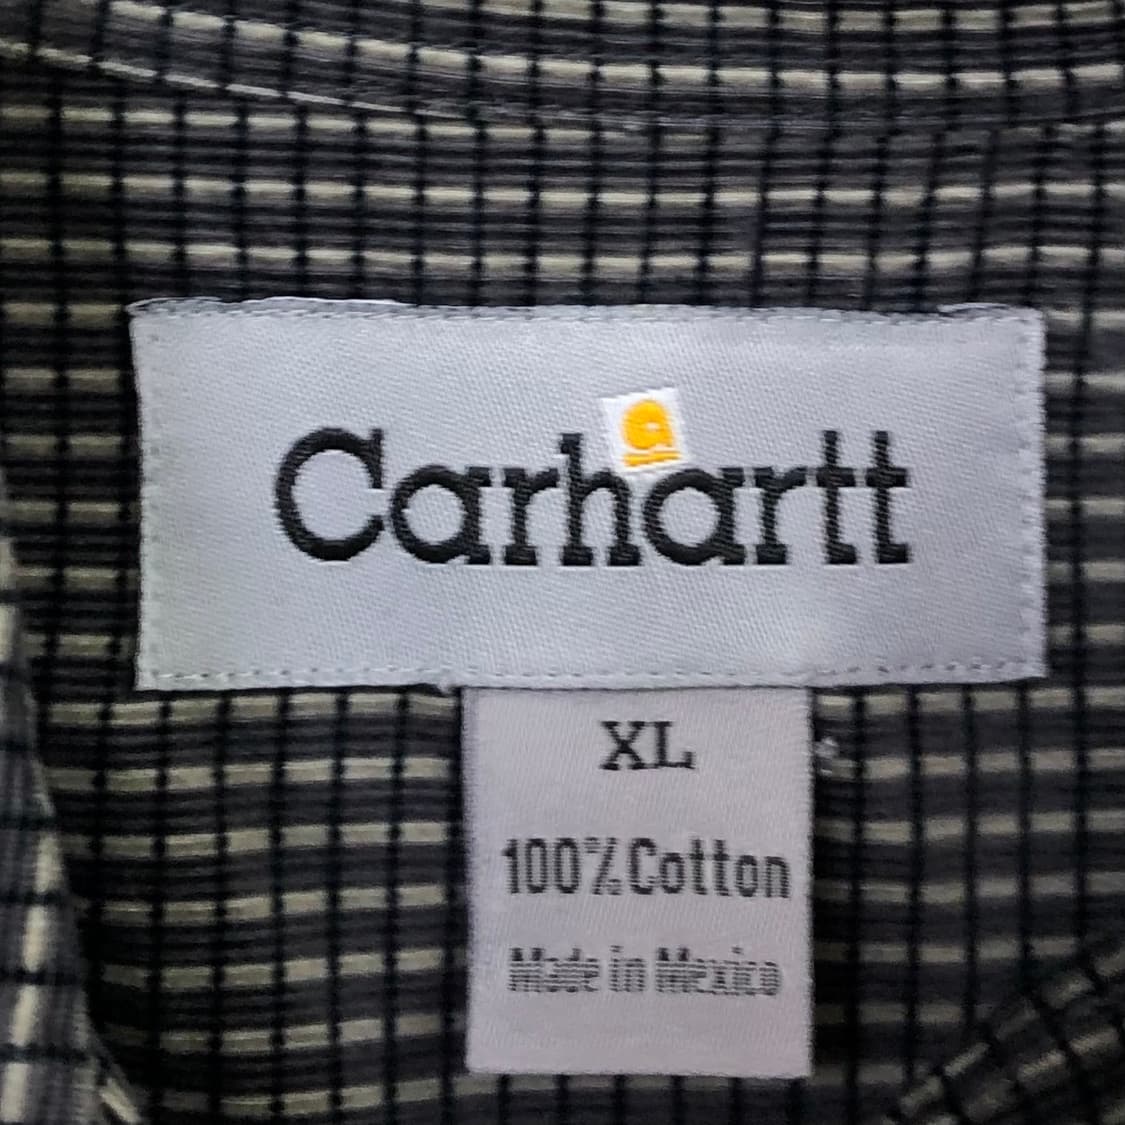 Carhartt
XL
100% Cotton
Made in Mexico